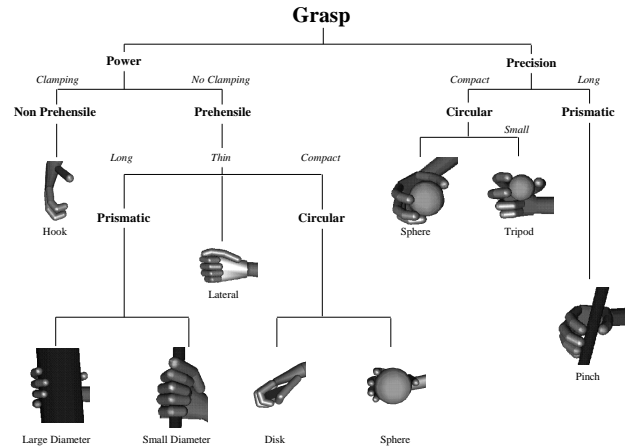 Grasp
Power
Precision
Clamping
No Clamping
Compact
Long
Non Prehensile
Prehensile
Circular
Prismatic
Small
Long
Thin
Compact
Hook
Sphere
Tripod
Prismatic
Circular
Lateral
Pinch
Large Diameter
Small Diameter
Disk
Sphere